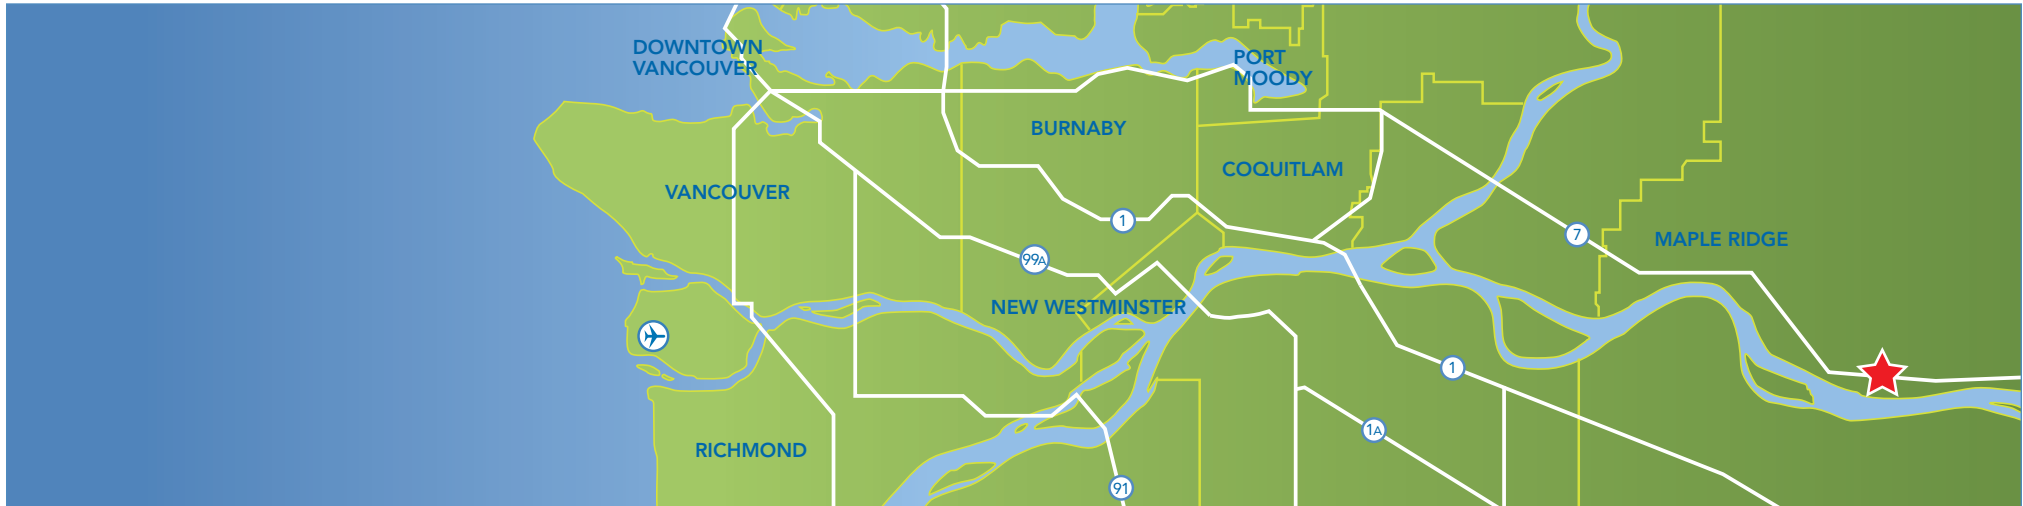 DOWNTOWN
VANCOUVER
PORT
MOODY
BURNABY
COQUITLAM
VANCOUVER
1
7
MAPLE RIDGE
99A
NEW WESTMINSTER
1
1A
RICHMOND
91